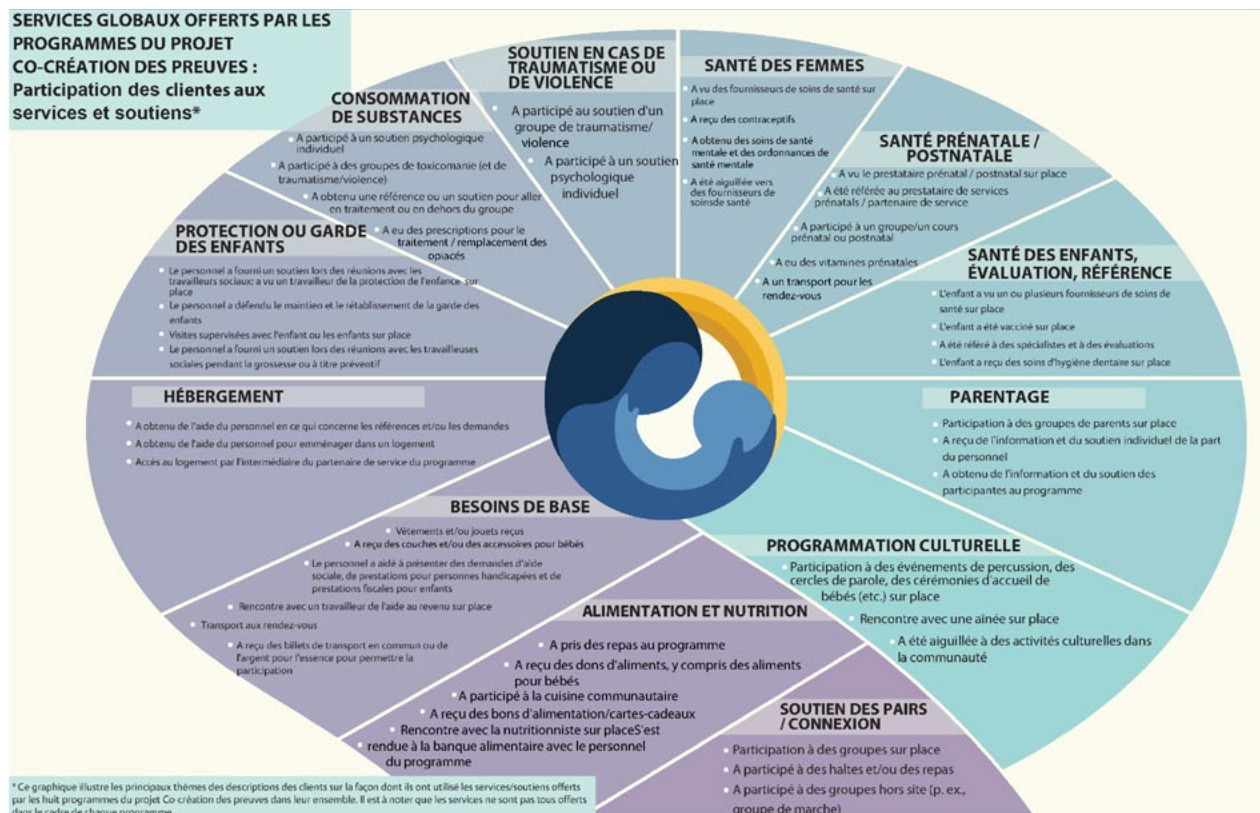 SERVICES GLOBAUX OFFERTS PAR LES
PROGRAMMES DU PROJET
CO-CRÉATION DES PREUVES :
Participation des clientes aux
services et soutiens*
SOUTIEN EN CAS DE
TRAUMATISME OU
DE VIOLENCE
A participé au soutien d'un
groupe de traumatisme/
violence
A participé à un soutien
psychologique
individuel
SANTÉ DES FEMMES
A vu des fournisseurs de soins de santé sur
place
A reçu des contraceptifs
A obtenu des soins de santé
mentale et des ordonnances de
santé mentale
A été aiguillée vers
des fournisseurs de
soinsde santé
SANTÉ PRÉNATALE /
POSTNATALE
A vu le prestataire prénatal / postnatal sur place
A été référée au prestataire de services
prénatals / partenaire de service
A participé à un groupe/un cours
prénatal ou postnatal
A eu des vitamines prénatales
A un transport pour les
rendez-vous
SANTÉ DES ENFANTS,
ÉVALUATION, RÉFÉRENCE
L'enfant a vu un ou plusieurs fournisseurs de soins de
santé sur place
L'enfant a été vacciné sur place
A été référé à des spécialistes et à des évaluations
L'enfant a reçu des soins d'hygiène dentaire sur place
PARENTAGE
Participation à des groupes de parents sur place
A reçu de l'information et du soutien individuel de la part
du personnel
A obtenu de l'information et du soutien des
participantes au programme
PROGRAMMATION CULTURELLE
Participation à des événements de percussion, des
cercles de parole, des cérémonies d'accueil de
bébés (etc.) sur place
Rencontre avec une aînée sur place
A été aiguillée à des activités culturelles dans
la communauté
SOUTIEN DES PAIRS
/ CONNEXION
Participation à des groupes sur place
A participé à des haltes et/ou des repas
A participé à des groupes hors site (p. ex.,
groupe de marche)
ALIMENTATION ET NUTRITION
A pris des repas au programme
A reçu des dons d'aliments, y compris des aliments
pour bébés
A participé à la cuisine communautaire
A reçu des bons d'alimentation/cartes-cadeaux
Rencontre avec la nutritionniste sur placeS'est
rendue à la banque alimentaire avec le personnel
du programme
BESOINS DE BASE
Vêtements et/ou jouets reçus
A reçu des couches et/ou des accessoires pour bébés
Le personnel a aidé à présenter des demandes d'aide
sociale, de prestations pour personnes handicapées et de
prestations fiscales pour enfants
Rencontre avec un travailleur de l'aide au revenu sur place
Transport aux rendez-vous
A reçu des billets de transport en commun ou de
l'argent pour l'essence pour permettre la
participation
HÉBERGEMENT
A obtenu de l'aide du personnel en ce qui concerne les références et/ou les demandes
A obtenu de l'aide du personnel pour emménager dans un logement
Accès au logement par l'intermédiaire du partenaire de service du programme
PROTECTION OU GARDE
DES ENFANTS
Le personnel a fourni un soutien lors des réunions avec les
travailleurs sociaux: a vu un travailleur de la protection de l'enfance sur
place
Le personnel a défendu le maintien et le rétablissement de la garde des
enfants
Visites supervisées avec l'enfant ou les enfants sur place
Le personnel a fourni un soutien lors des réunions avec les travailleuses
sociales pendant la grossesse ou à titre préventif
CONSOMMATION
DE SUBSTANCES
A participé à un soutien psychologique
individuel
A participé à des groupes de toxicomanie (et de
traumatisme/violence)
A obtenu une référence ou un soutien pour aller
en traitement ou en dehors du groupe
A eu des prescriptions pour le
traitement / remplacement des
opiacés
* Ce graphique illustre les principaux thèmes des descriptions des clients sur la façon dont ils ont utilisé les services/soutiens offerts
par les huit programmes du projet Co-création des preuves dans leur ensemble. Il est à noter que les services ne sont pas tous offerts
dans le cadre de chaque programme